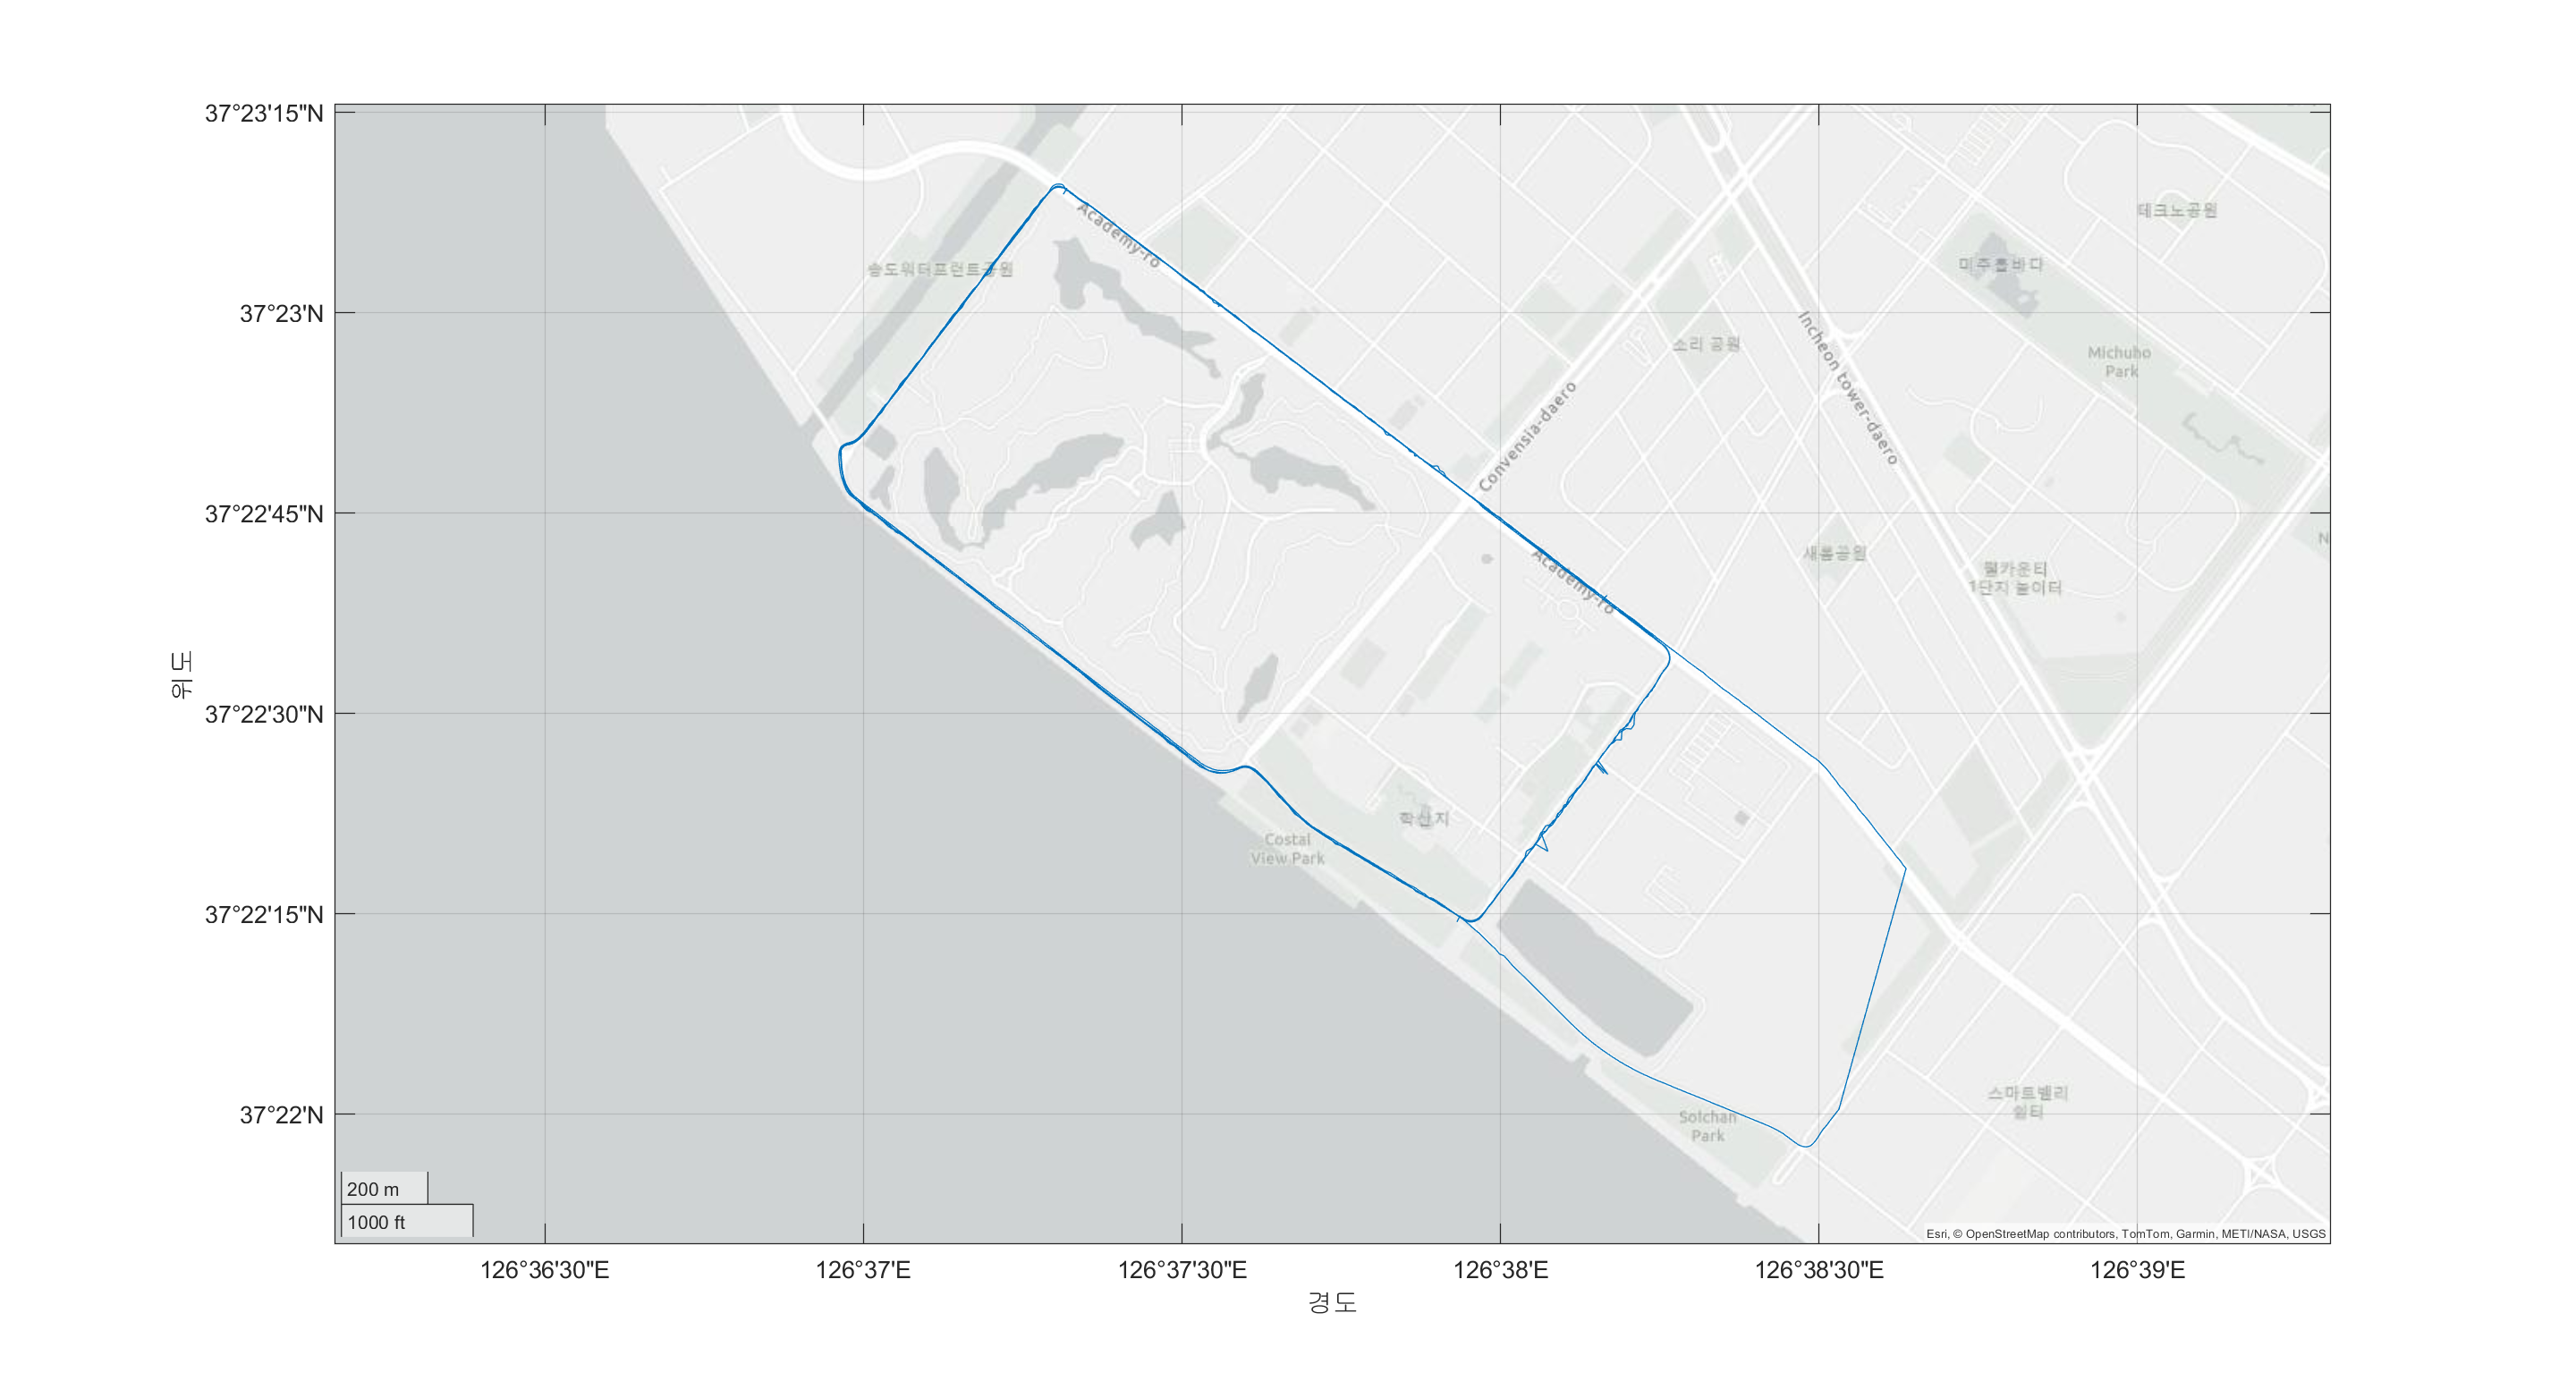 37°23'15"N
37°23'N
37°22'45"N
37°22'30"N
37°22'15"N
37°22'N
위도
126°36'30"E
126°37'E
126°37'30"E
126°38'E
126°38'30"E
126°39'E
경도
Academy-ro
송도워터프런트공원
Convensia-daero
Incheon tower-daero
테크노공원
미추홀바다
Michuho
Park
소리 공원
새름공원
웰카운티
1단지 놀이터
Academy-ro
학산지
Costal
View Park
Solchan
Park
스마트밸리
쉼터
N
200 m
1000 ft
Esri, © OpenStreetMap contributors, TomTom, Garmin, METI/NASA, USGS